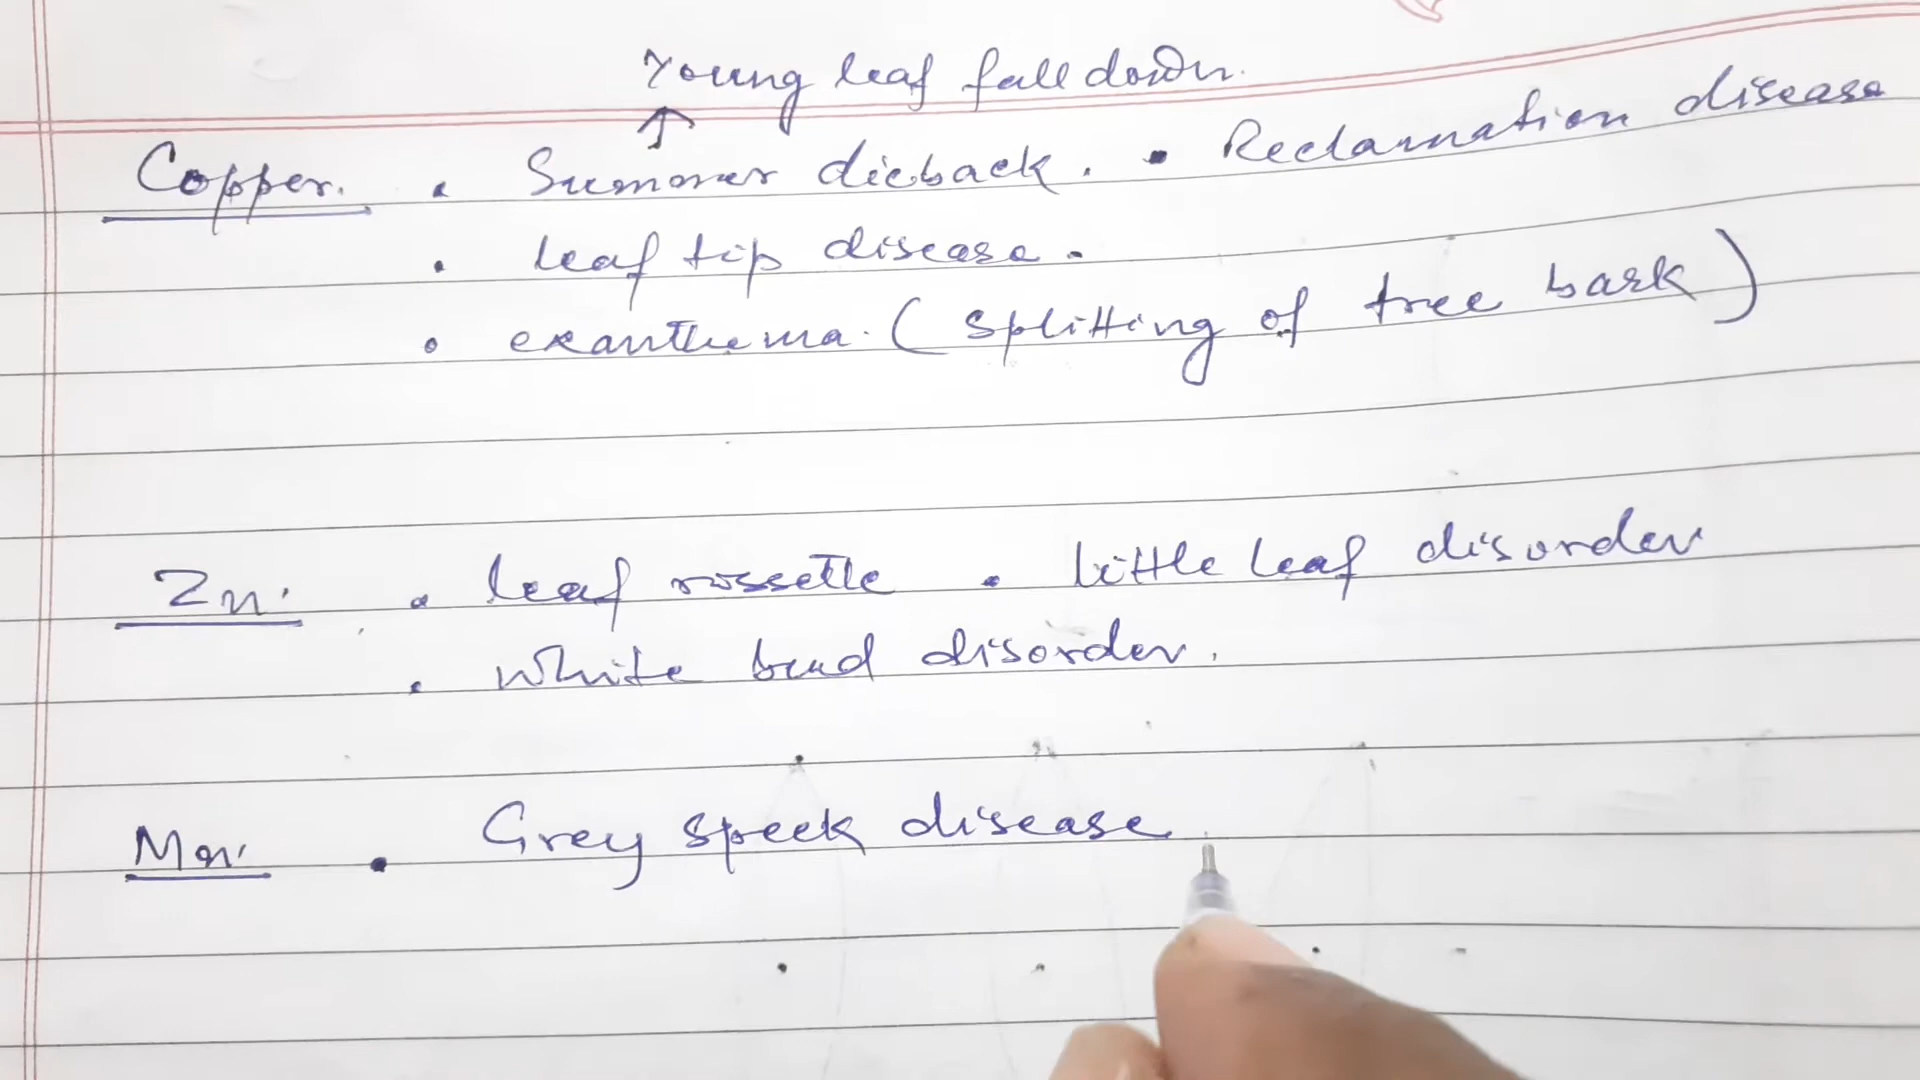 Young leaf fall down.
Copper. • Summer dieback. • Reclamation disease
• leaf tip disease.
• exanthema. (splitting of tree bark)
Zn. • leaf rossette • little leaf disorder
• White bud disorder.
Mn. • Grey speck disease.